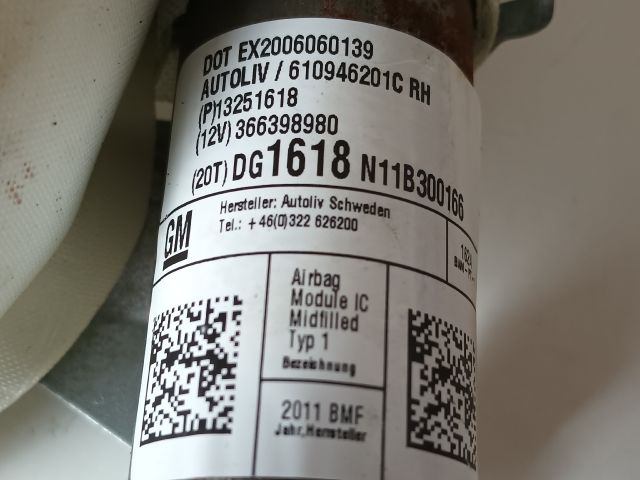 DOT EX2006060139
AUTOLIV / 610946201C RH
(P)13251618
(12V) 366398980
(20T) DG1618 N11B300166
GM
Hersteller: Autoliv Schweden
Tel.: +46(0)322 626200
Airbag
Module IC
Midfilled
Typ 1
Bezeichnung
2011 BMF
Jahr, Hersteller